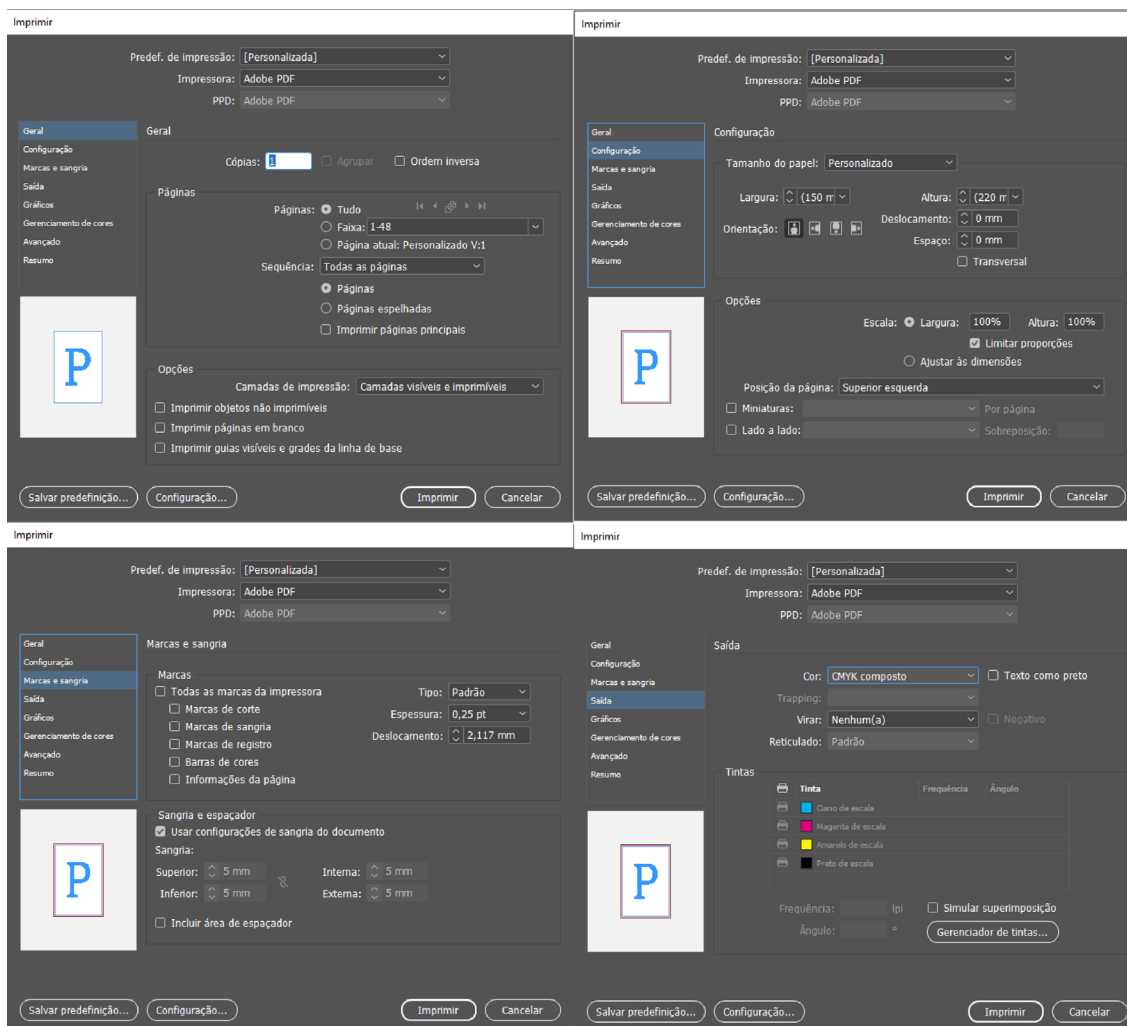 Imprimir
Predef. de impressão: [Personalizada]
Impressora: Adobe PDF
PPD: Adobe PDF
Geral
Configuração
Marcas e sangria
Saída
Gráficos
Gerenciamento de cores
Avançado
Resumo
Geral
Cópias: 1 Agrupar Ordem inversa
Páginas
Páginas: Tudo
Faixa: 1-48
Página atual: Personalizado V:1
Sequência: Todas as páginas
Páginas
Páginas espelhadas
Imprimir páginas principais
Opções
Camadas de impressão: Camadas visíveis e imprimíveis
Imprimir objetos não imprimíveis
Imprimir páginas em branco
Imprimir guias visíveis e grades da linha de base
P
Salvar predefinição... Configuração... Imprimir Cancelar
Imprimir
Predef. de impressão: [Personalizada]
Impressora: Adobe PDF
PPD: Adobe PDF
Geral
Configuração
Marcas e sangria
Saída
Gráficos
Gerenciamento de cores
Avançado
Resumo
Configuração
Tamanho do papel: Personalizado
Largura: (150 m Altura: (220 m
Orientação: Deslocamento: 0 mm
Espaço: 0 mm
Transversal
Opções
Escala: Largura: 100% Altura: 100%
Limitar proporções
Ajustar às dimensões
Posição da página: Superior esquerda
Miniaturas: Por página
Lado a lado: Sobreposição:
P
Salvar predefinição... Configuração... Imprimir Cancelar
Imprimir
Predef. de impressão: [Personalizada]
Impressora: Adobe PDF
PPD: Adobe PDF
Geral
Configuração
Marcas e sangria
Saída
Gráficos
Gerenciamento de cores
Avançado
Resumo
Marcas e sangria
Marcas
Todas as marcas da impressora Tipo: Padrão
Marcas de corte Espessura: 0,25 pt
Marcas de sangria Deslocamento: 2,117 mm
Marcas de registro
Barras de cores
Informações da página
Sangria e espaçador
Usar configurações de sangria do documento
Sangria:
Superior: 5 mm Interna: 5 mm
Inferior: 5 mm Externa: 5 mm
Incluir área de espaçador
P
Salvar predefinição... Configuração... Imprimir Cancelar
Imprimir
Predef. de impressão: [Personalizada]
Impressora: Adobe PDF
PPD: Adobe PDF
Geral
Configuração
Marcas e sangria
Saída
Gráficos
Gerenciamento de cores
Avançado
Resumo
Saída
Cor: CMYK composto Texto como preto
Trapping:
Virar: Nenhum(a) Negativo
Reticulado: Padrão
Tintas
Tinta Frequência Ângulo
Ciano de escala
Magenta de escala
Amarelo de escala
Preto de escala
Frequência: lpi Simular superimposição
Ângulo: ° Gerenciador de tintas...
P
Salvar predefinição... Configuração... Imprimir Cancelar